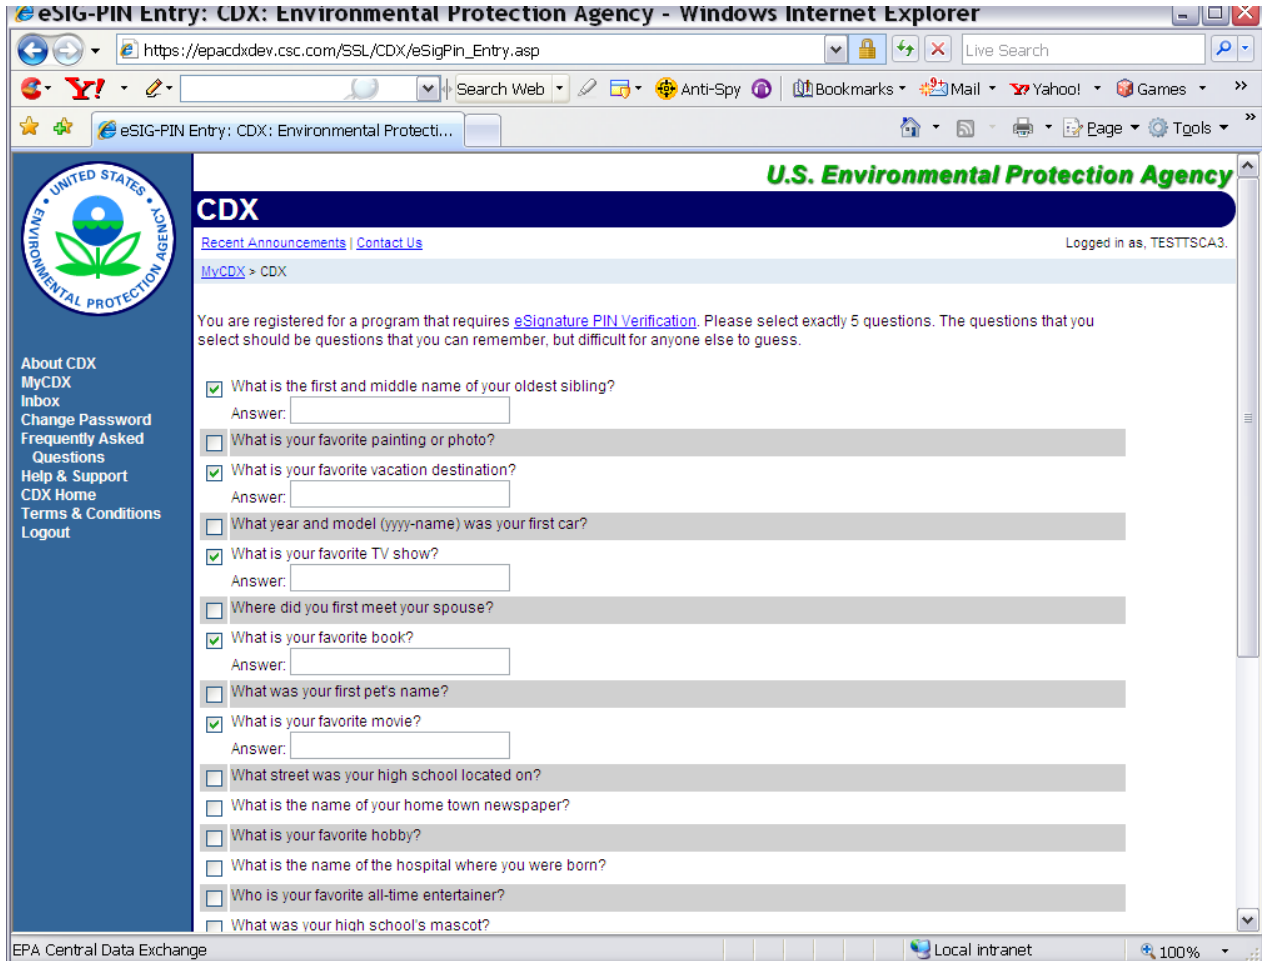 eSIG-PIN Entry: CDX: Environmental Protection Agency - Windows Internet Explorer
https://epacdxdev.csc.com/SSL/CDX/eSigPin_Entry.asp
Live Search
Y!
Search Web
Anti-Spy
Bookmarks
Mail
Yahoo!
Games
»
eSIG-PIN Entry: CDX: Environmental Protecti...
Page
Tools
»
UNITED STATES
ENVIRONMENTAL PROTECTION AGENCY
U.S. Environmental Protection Agency
CDX
Recent Announcements | Contact Us
Logged in as, TESTTSCA3.
MyCDX > CDX
You are registered for a program that requires eSignature PIN Verification. Please select exactly 5 questions. The questions that you
select should be questions that you can remember, but difficult for anyone else to guess.
About CDX
MyCDX
Inbox
Change Password
Frequently Asked
Questions
Help & Support
CDX Home
Terms & Conditions
Logout
What is the first and middle name of your oldest sibling?
Answer:
What is your favorite painting or photo?
What is your favorite vacation destination?
Answer:
What year and model (yyyy-name) was your first car?
What is your favorite TV show?
Answer:
Where did you first meet your spouse?
What is your favorite book?
Answer:
What was your first pet's name?
What is your favorite movie?
Answer:
What street was your high school located on?
What is the name of your home town newspaper?
What is your favorite hobby?
What is the name of the hospital where you were born?
Who is your favorite all-time entertainer?
What was your high school's mascot?
EPA Central Data Exchange
Local intranet
100%